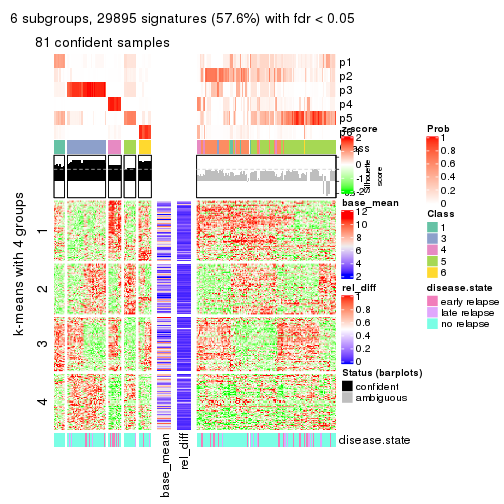 6 subgroups, 29895 signatures (57.6%) with fdr < 0.05
81 confident samples
p1
p2
p3
p4
p5
p6
Class
Silhouette
score
k-means with 4 groups
1
2
3
4
base_mean
rel_diff
disease.state
z-score
2
1
0
-1
-2
base_mean
12
10
8
6
4
2
rel_diff
1
0.8
0.6
0.4
0.2
0
Status (barplots)
confident
ambiguous
Prob
1
0.8
0.6
0.4
0.2
0
Class
1
3
4
5
6
disease.state
early relapse
late relapse
no relapse